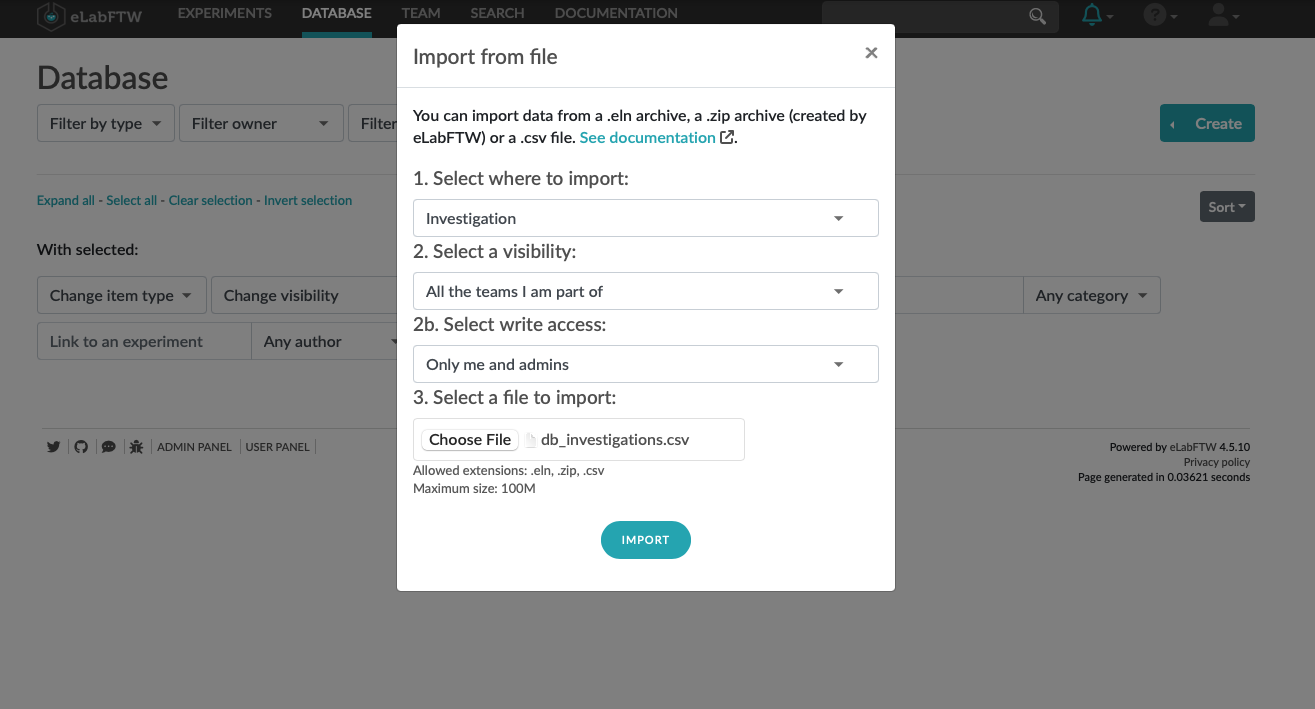 eLabFTW
EXPERIMENTS DATABASE TEAM SEARCH DOCUMENTATION
?
Database
Filter by type Filter owner Filter
Create
Expand all - Select all - Clear selection - Invert selection
Sort
With selected:
Change item type Change visibility Any category
Link to an experiment Any author
Import from file
×
You can import data from a .eln archive, a .zip archive (created by
eLabFTW) or a .csv file. See documentation.
1. Select where to import:
Investigation
2. Select a visibility:
All the teams I am part of
2b. Select write access:
Only me and admins
3. Select a file to import:
Choose File db_investigations.csv
Allowed extensions: .eln, .zip, .csv
Maximum size: 100M
IMPORT
ADMIN PANEL USER PANEL
Powered by eLabFTW 4.5.10
Privacy policy
Page generated in 0.03621 seconds